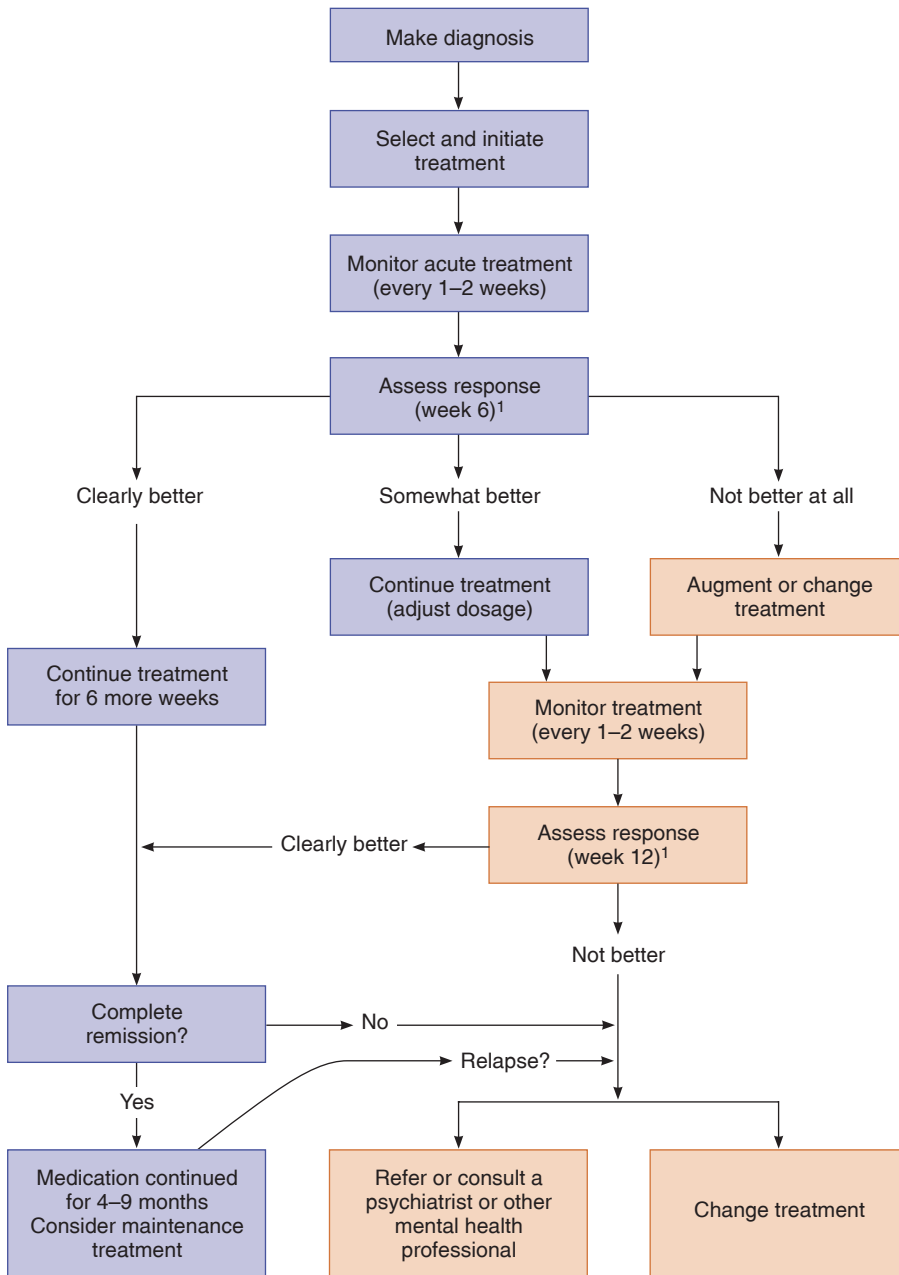 Make diagnosis
Select and initiate
treatment
Monitor acute treatment
(every 1–2 weeks)
Assess response
(week 6)¹
Clearly better
Somewhat better
Not better at all
Continue treatment
(adjust dosage)
Augment or change
treatment
Continue treatment
for 6 more weeks
Monitor treatment
(every 1–2 weeks)
Assess response
(week 12)¹
Clearly better
Not better
Complete
remission?
No
Relapse?
Yes
Medication continued
for 4–9 months
Consider maintenance
treatment
Refer or consult a
psychiatrist or other
mental health
professional
Change treatment